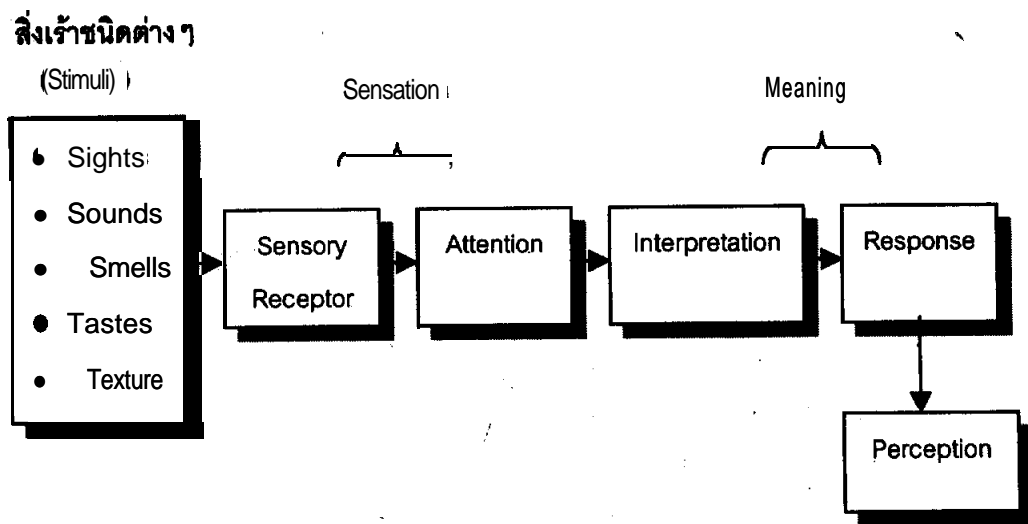 สิ่งเร้าชนิดต่างๆ
(Stimuli)
Sensation
Meaning
• Sights
• Sounds
• Smells
• Tastes
• Texture
Sensory
Receptor
Attention
Interpretation
Response
Perception